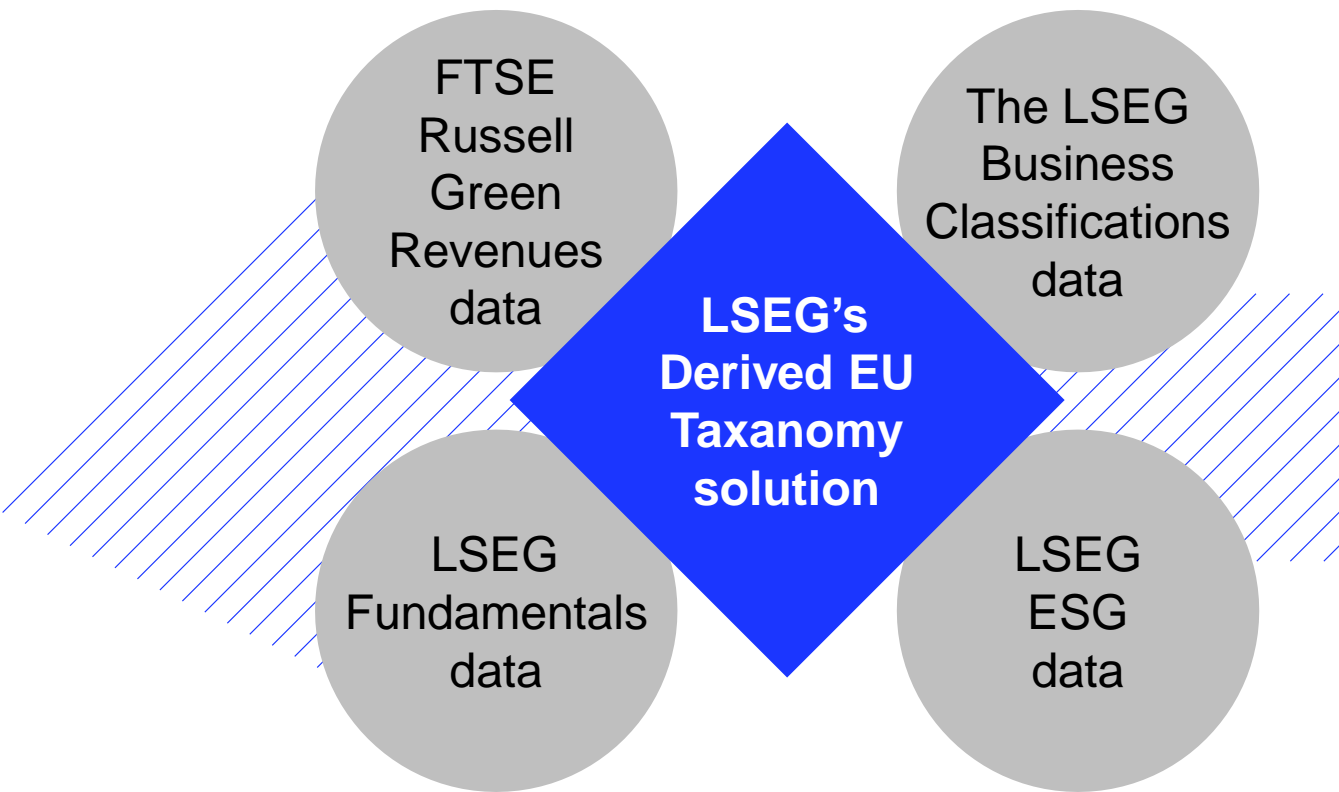 FTSE
Russell
Green
Revenues
data
The LSEG
Business
Classifications
data
LSEG’s
Derived EU
Taxanomy
solution
LSEG
Fundamentals
data
LSEG
ESG
data